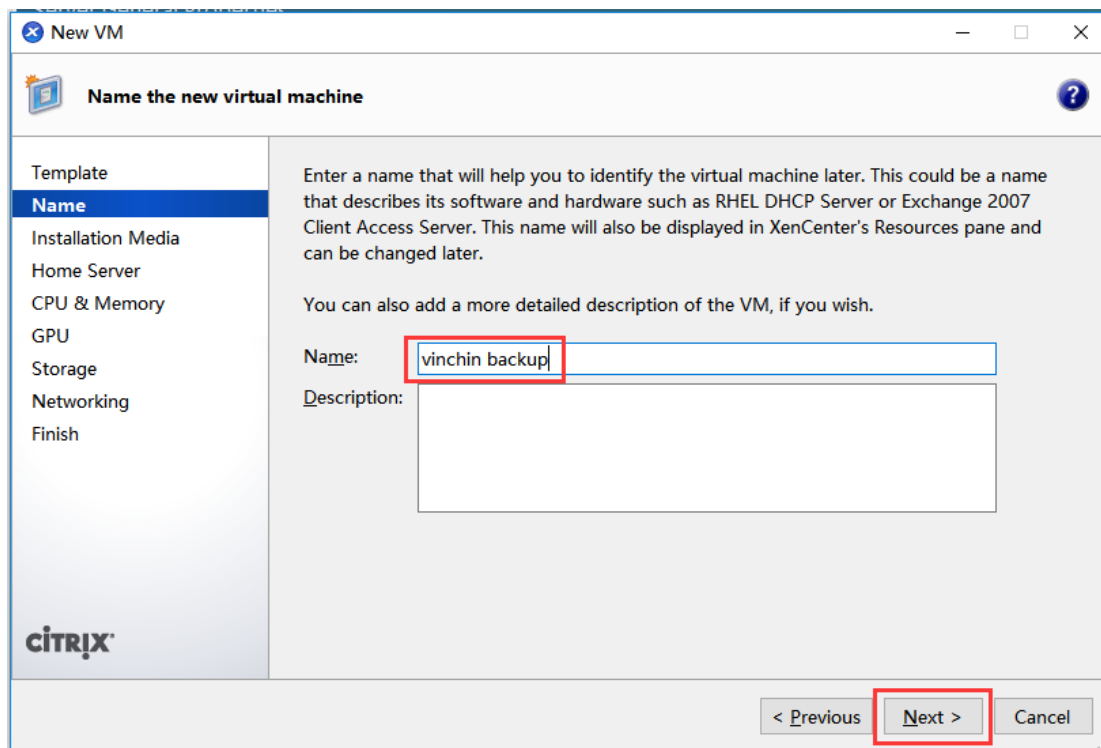 New VM
Name the new virtual machine
?
Template
Name
Installation Media
Home Server
CPU & Memory
GPU
Storage
Networking
Finish
Enter a name that will help you to identify the virtual machine later. This could be a name
that describes its software and hardware such as RHEL DHCP Server or Exchange 2007
Client Access Server. This name will also be displayed in XenCenter's Resources pane and
can be changed later.
You can also add a more detailed description of the VM, if you wish.
Name: vinchin backup
Description:
CİTRIX
< Previous Next > Cancel